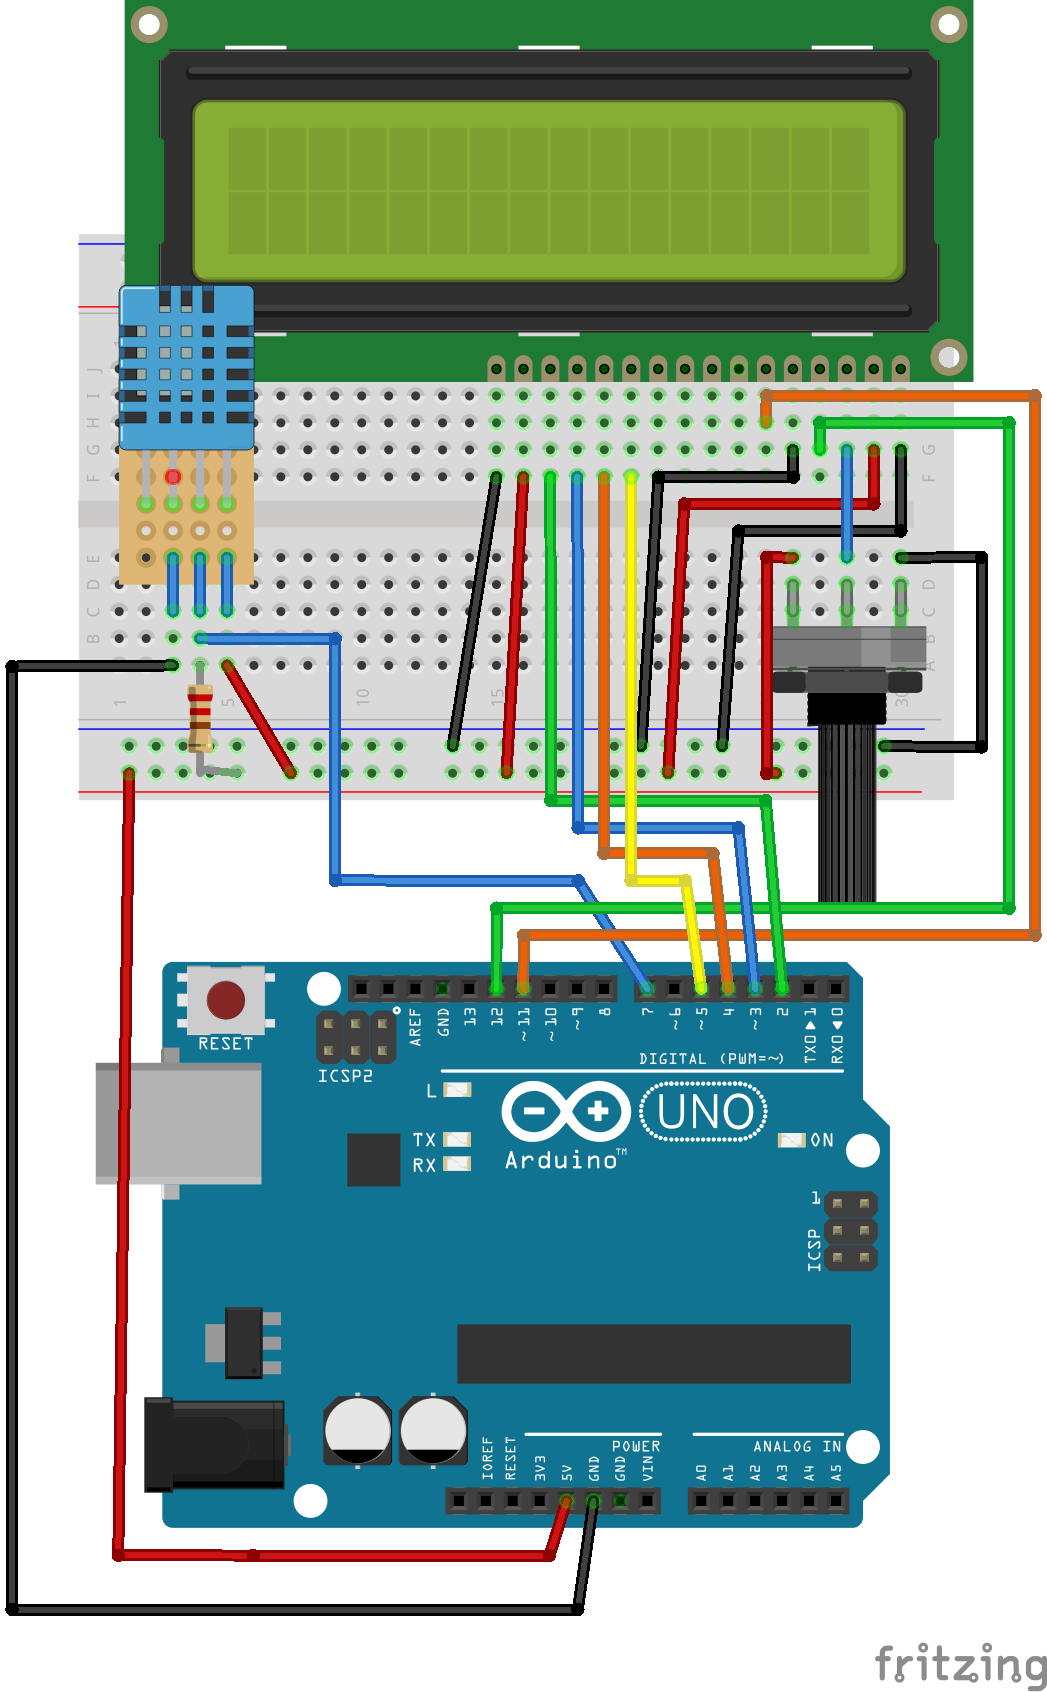 J
I
H
G G
F F
E
D D
C C
B B
A A
1 5 10 15 30
RESET
ICSP2
AREF
GND
13
12
~11
~10
~9
8
7
~6
~5
4
~3
2
TX0▶1
RX0◀0
DIGITAL (PWM=~)
L
TX
RX
UNO
Arduino™
ON
1
ICSP
IOREF
RESET
3V3
5V
GND
GND
VIN
POWER
ANALOG IN
A0
A1
A2
A3
A4
A5
fritzing